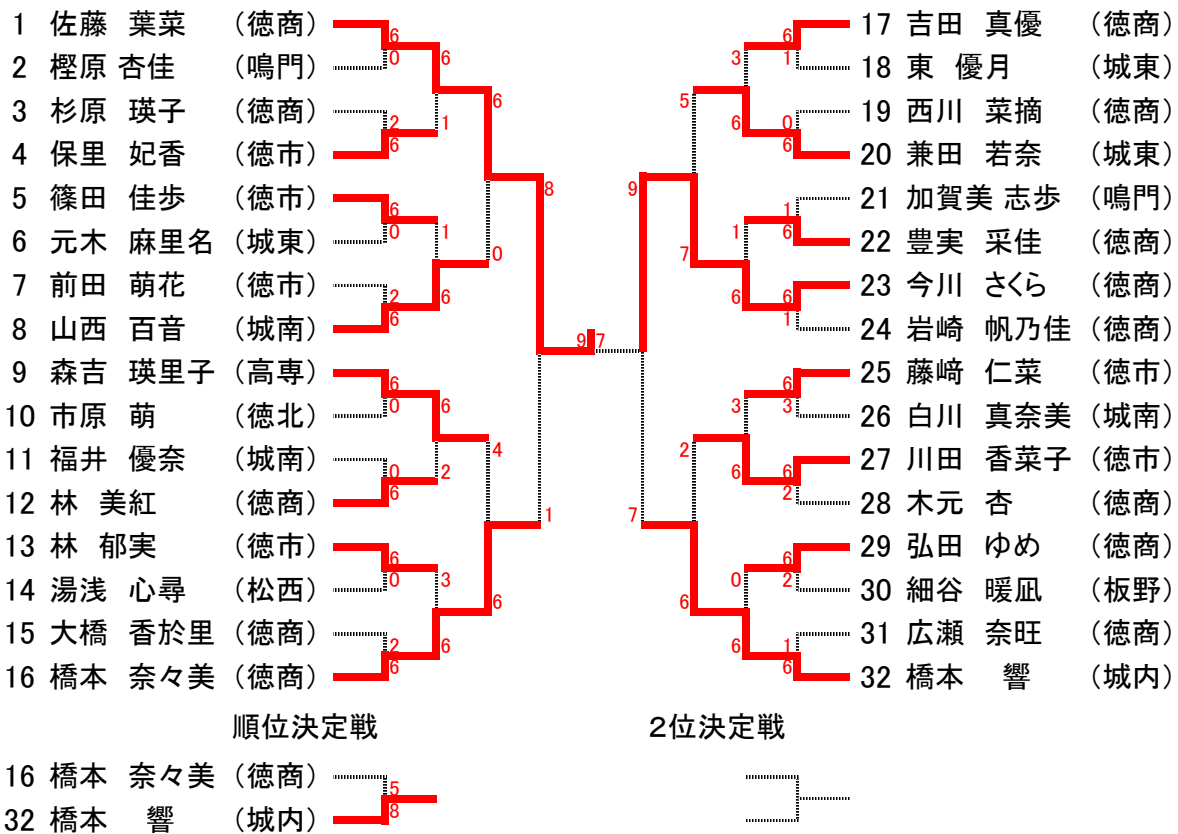 1 佐藤 葉菜 （徳商）
2 樫原 杏佳 （鳴門）
3 杉原 瑛子 （徳商）
4 保里 妃香 （徳市）
5 篠田 佳歩 （徳市）
6 元木 麻里名 （城東）
7 前田 萌花 （徳市）
8 山西 百音 （城南）
9 森吉 瑛里子 （高専）
10 市原 萌 （徳北）
11 福井 優奈 （城南）
12 林 美紅 （徳商）
13 林 郁実 （徳市）
14 湯浅 心尋 （松西）
15 大橋 香於里 （徳商）
16 橋本 奈々美 （徳商）
6
0
2
6
6
0
2
6
6
0
0
6
6
0
2
6
6
1
1
6
6
2
3
6
6
0
4
6
8
1
9 7
9
7
5
7
2
6
3
6
1
6
3
6
0
6
6
1
0
6
1
6
6
1
6
3
6
2
6
2
1
6
17 吉田 真優 （徳商）
18 東 優月 （城東）
19 西川 菜摘 （徳商）
20 兼田 若奈 （城東）
21 加賀美 志歩 （鳴門）
22 豊実 采佳 （徳商）
23 今川 さくら （徳商）
24 岩崎 帆乃佳 （徳商）
25 藤﨑 仁菜 （徳市）
26 白川 真奈美 （城南）
27 川田 香菜子 （徳市）
28 木元 杏 （徳商）
29 弘田 ゆめ （徳商）
30 細谷 暖凪 （板野）
31 広瀬 奈旺 （徳商）
32 橋本 響 （城内）
順位決定戦
16 橋本 奈々美 （徳商）
32 橋本 響 （城内）
5
8
２位決定戦